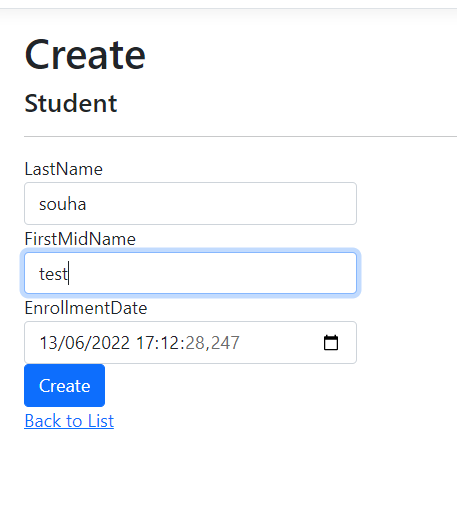 Create
Student
LastName
souha
FirstMidName
test
EnrollmentDate
13/06/2022 17:12:28,247
Create
Back to List